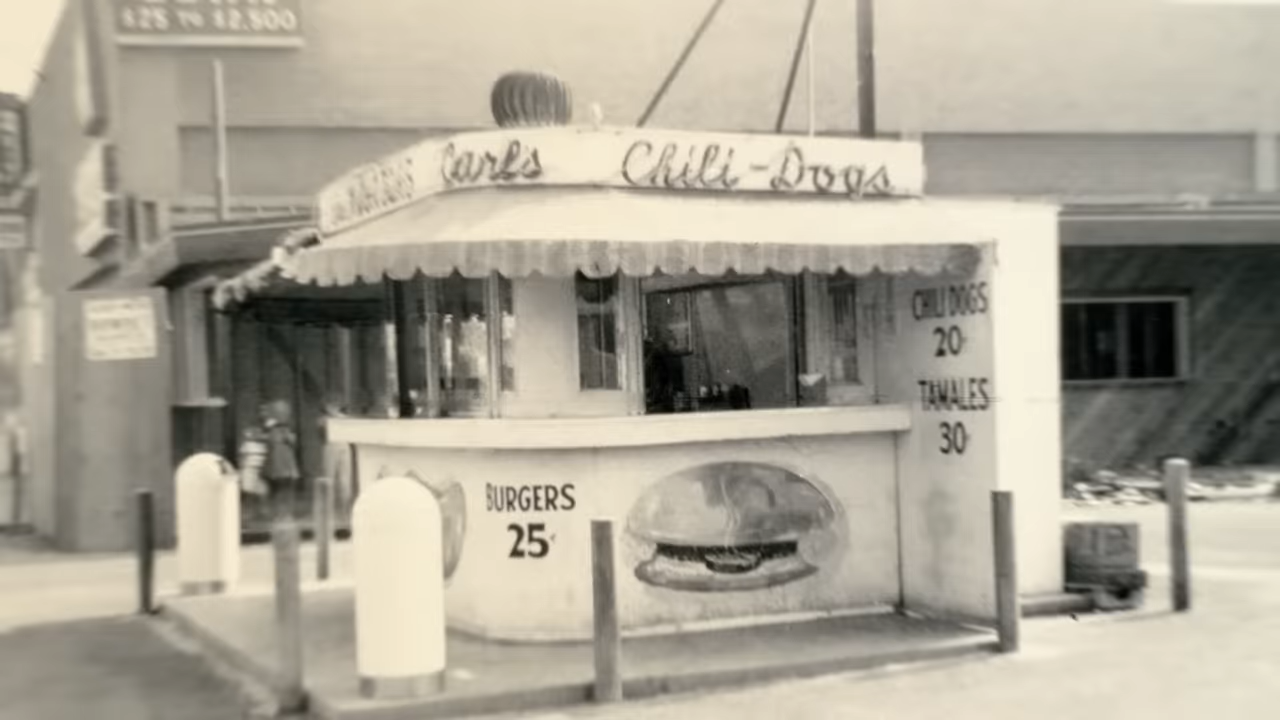 $25 TO $2,500
Carl's Chili-Dogs
CHILI DOGS
20¢
TAMALES
30¢
BURGERS
25¢